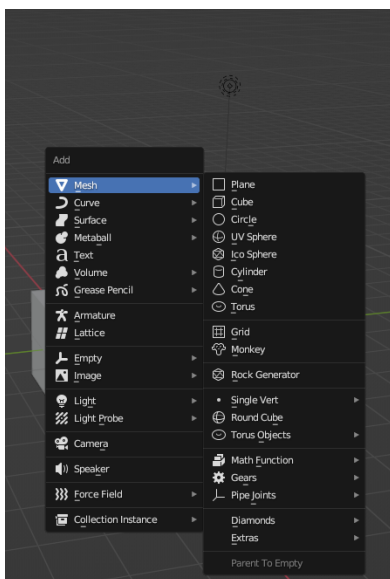 Add
Mesh
Curve
Surface
Metaball
Text
Volume
Grease Pencil
Armature
Lattice
Empty
Image
Light
Light Probe
Camera
Speaker
Force Field
Collection Instance
Plane
Cube
Circle
UV Sphere
Ico Sphere
Cylinder
Cone
Torus
Grid
Monkey
Rock Generator
Single Vert
Round Cube
Torus Objects
Math Function
Gears
Pipe Joints
Diamonds
Extras
Parent To Empty